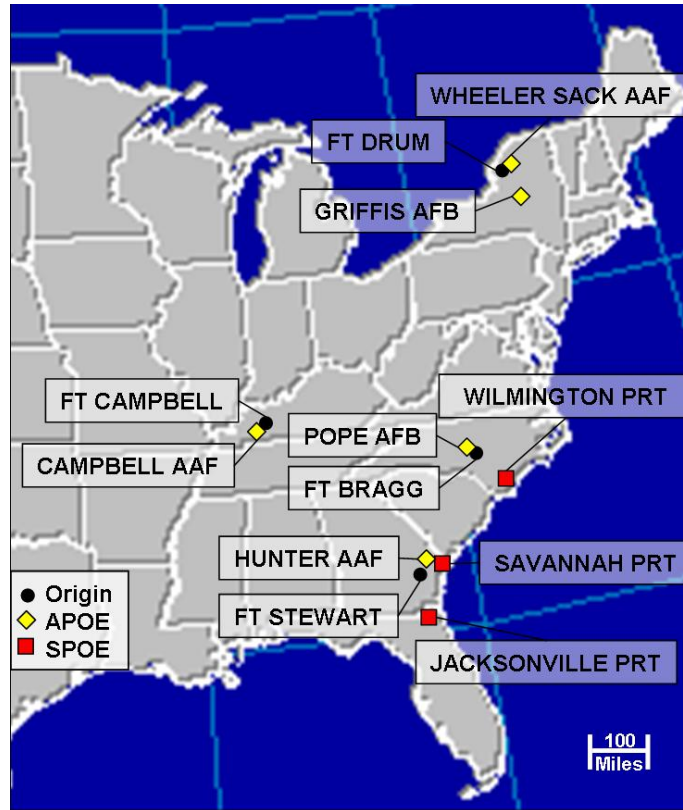 WHEELER SACK AAF
FT DRUM
GRIFFIS AFB
FT CAMPBELL
WILMINGTON PRT
POPE AFB
CAMPBELL AAF
FT BRAGG
HUNTER AAF
SAVANNAH PRT
Origin
APOE
SPOE
FT STEWART
JACKSONVILLE PRT
100
Miles